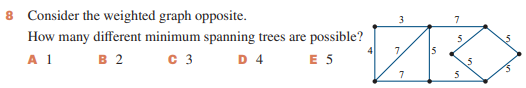 8 Consider the weighted graph opposite.
How many different minimum spanning trees are possible?
A 1 B 2 C 3 D 4 E 5
3 7
5 5
4 7 5
5
7 5 5